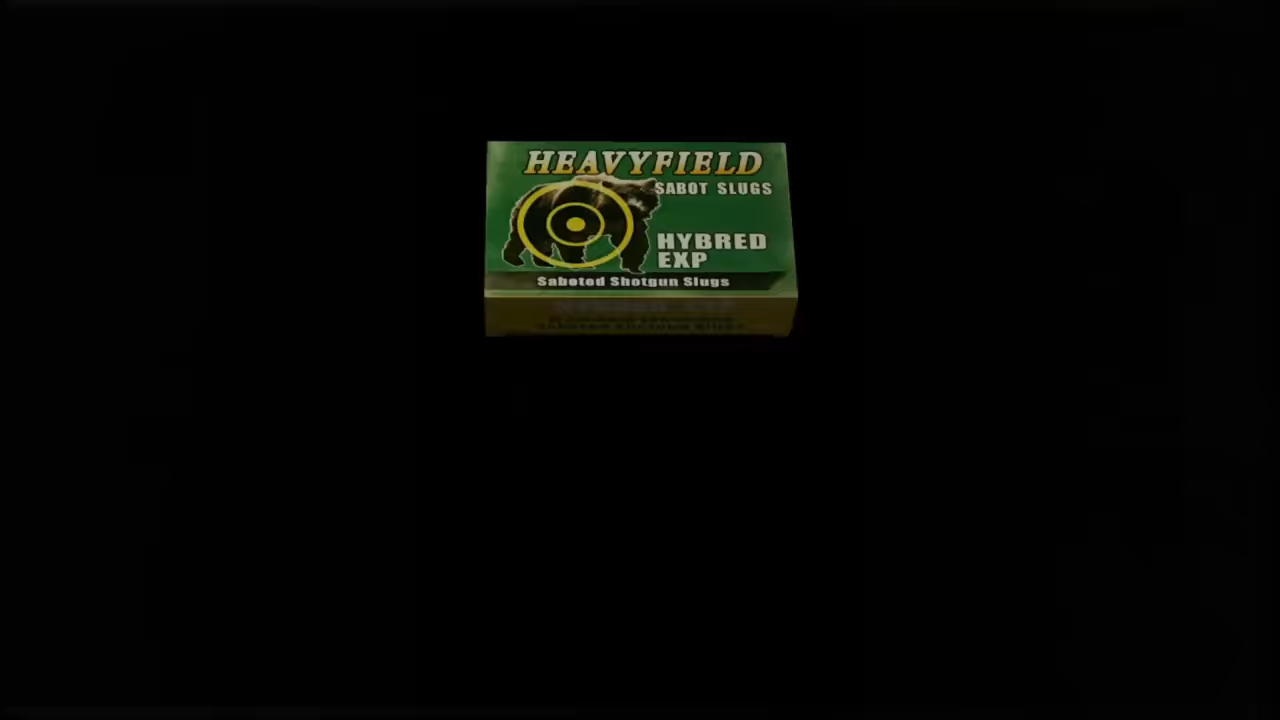 HEAVYFIELD
SABOT SLUGS
HYBRED
EXP
Saboted Shotgun Slugs